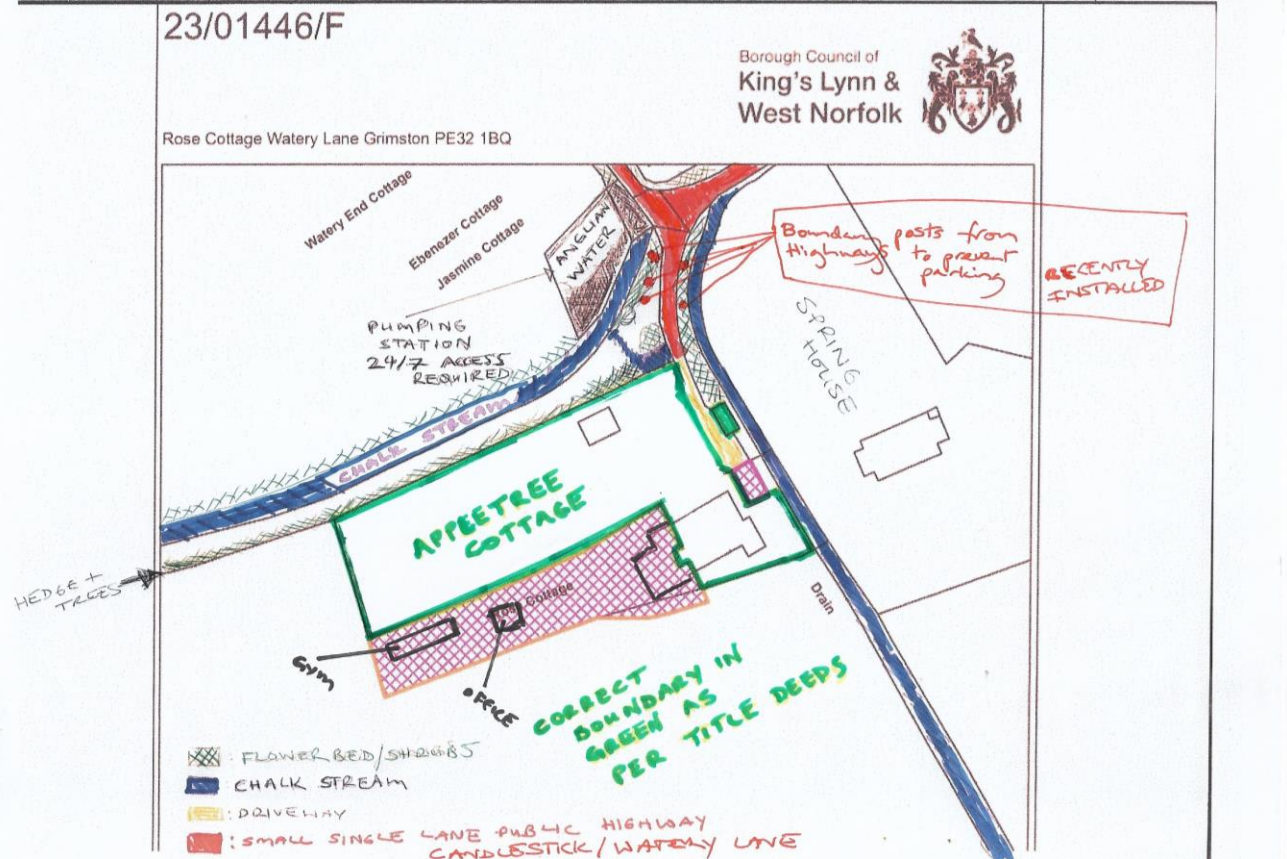 23/01446/F
Borough Council of
King's Lynn &
West Norfolk
Rose Cottage Watery Lane Grimston PE32 1BQ
Watery End Cottage
Ebenezer Cottage
Jasmine Cottage
ANGLIAN
WATER
Boundary posts from
Highways to prevent
parking
RECENTLY
INSTALLED
PUMPING
STATION
24/7 ACCESS
REQUIRED
SPRING
HOUSE
CHALK STREAM
APPLETREE
COTTAGE
HEDGE +
TREES
Cottage
Drain
GYM
OFFICE
CORRECT
BOUNDARY IN
GREEN AS
PER TITLE DEEDS
: FLOWER BED/SHRUBS
: CHALK STREAM
: DRIVEWAY
: SMALL SINGLE LANE PUBLIC HIGHWAY
CANDLESTICK / WATERY LANE